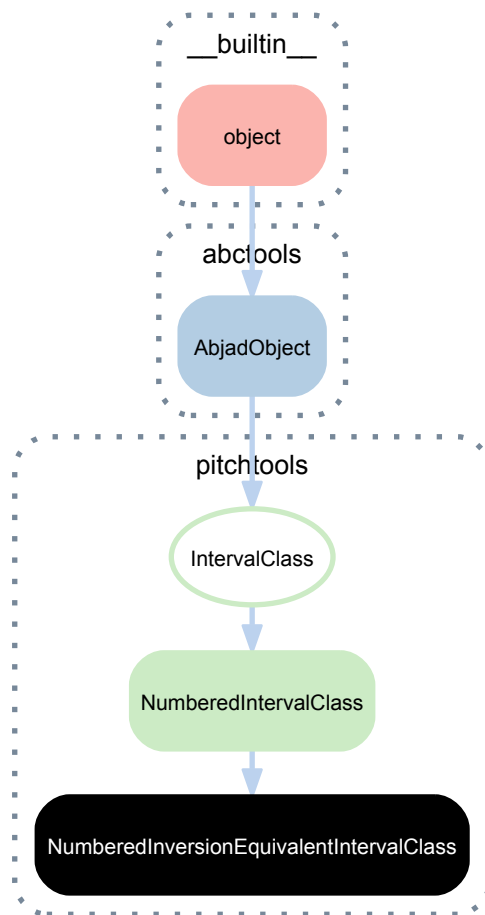 __builtin__
object
abctools
AbjadObject
pitchtools
IntervalClass
NumberedIntervalClass
NumberedInversionEquivalentIntervalClass